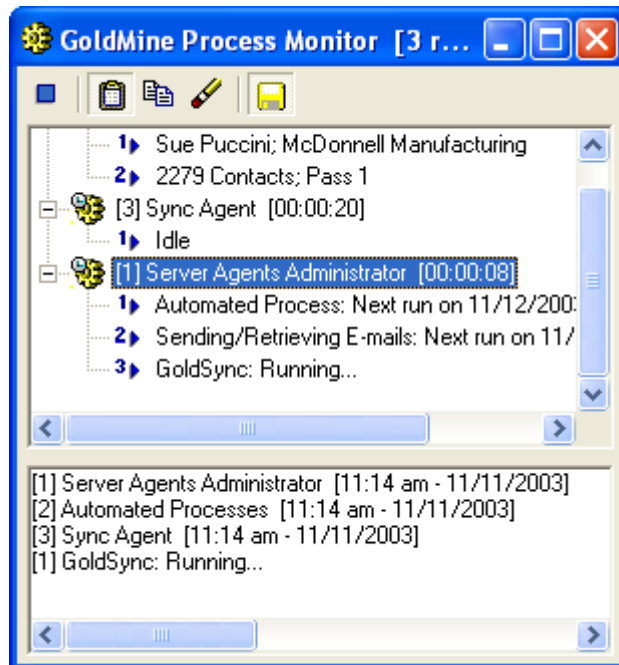 GoldMine Process Monitor [3 r...
1 Sue Puccini; McDonnell Manufacturing
2 2279 Contacts; Pass 1
[3] Sync Agent [00:00:20]
1 Idle
[1] Server Agents Administrator [00:00:08]
1 Automated Process: Next run on 11/12/200
2 Sending/Retrieving E-mails: Next run on 11/
3 GoldSync: Running...
[1] Server Agents Administrator [11:14 am - 11/11/2003]
[2] Automated Processes [11:14 am - 11/11/2003]
[3] Sync Agent [11:14 am - 11/11/2003]
[1] GoldSync: Running...